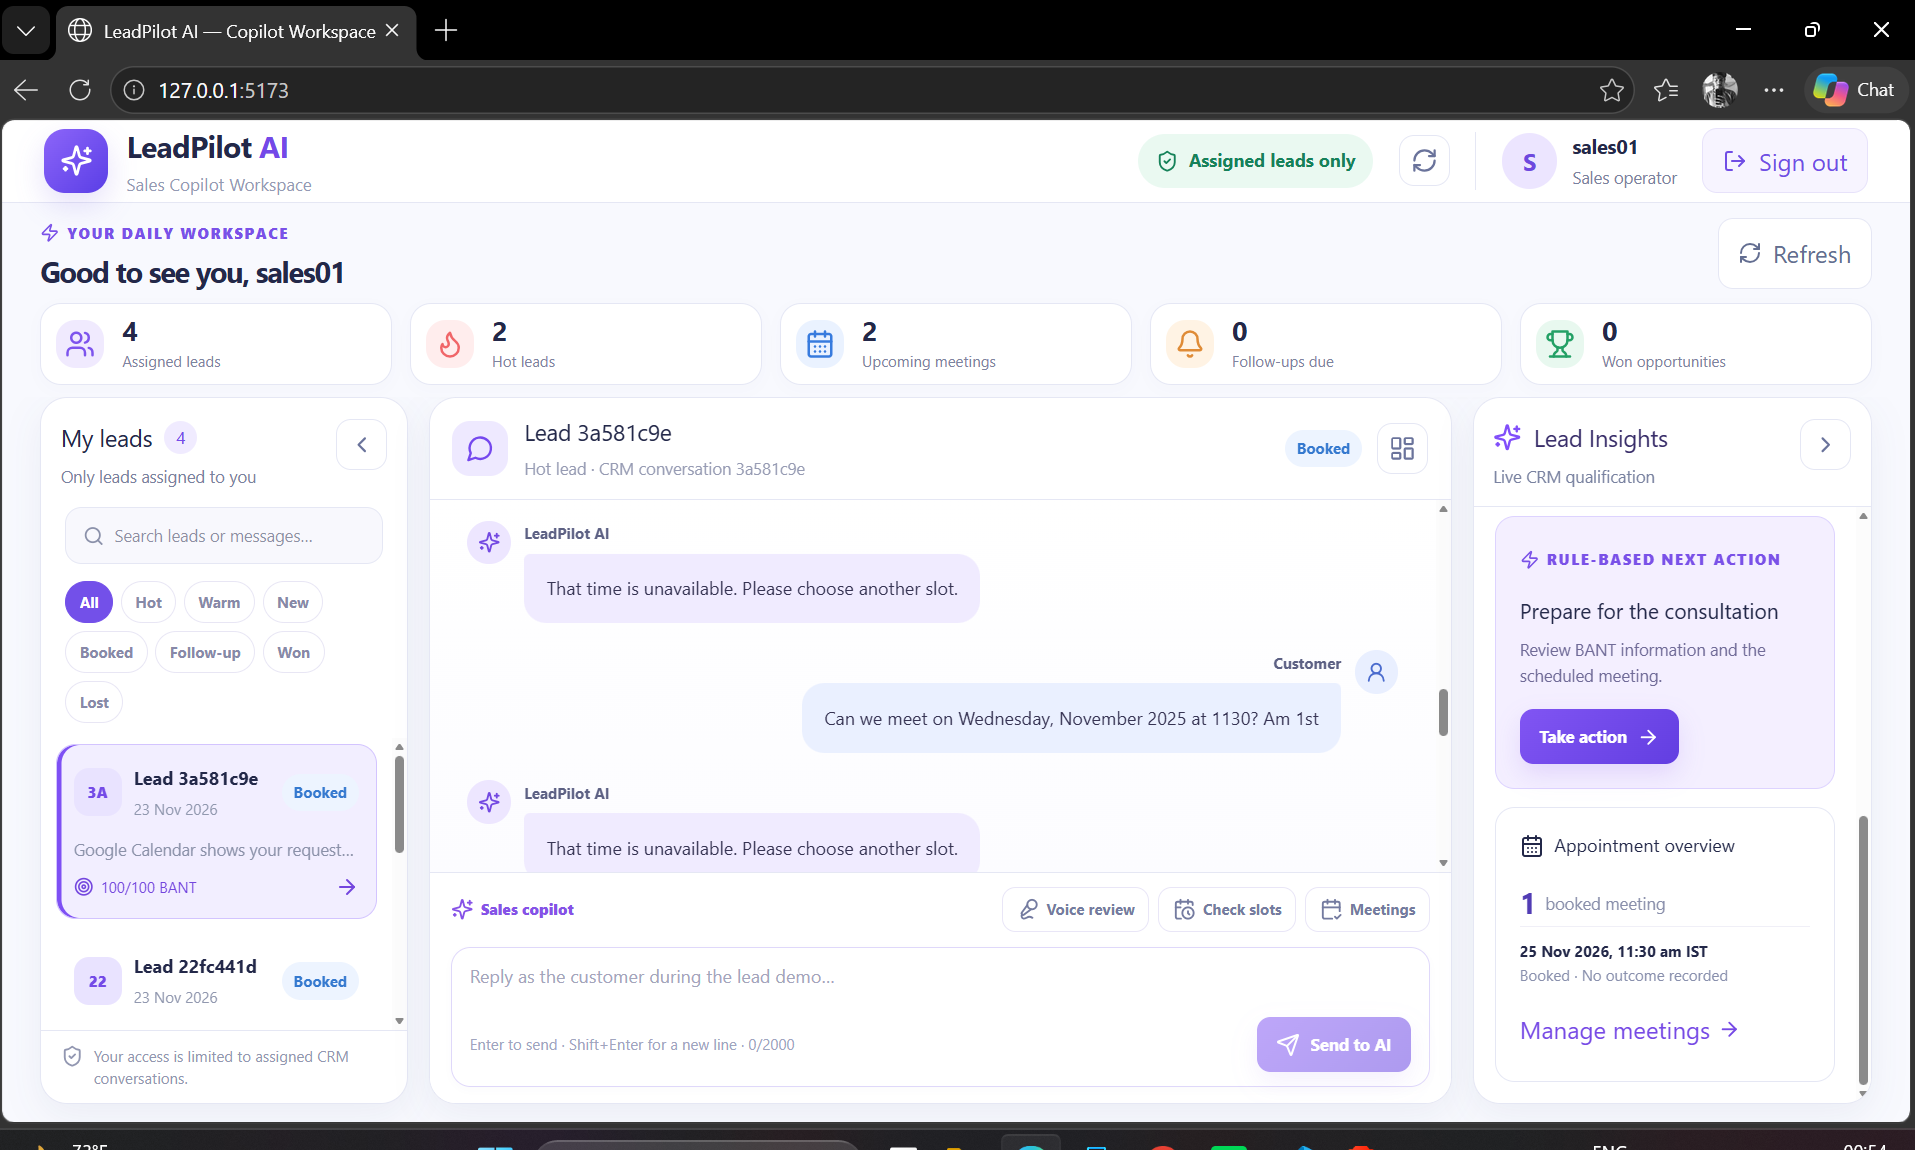 LeadPilot AI — Copilot Workspace
127.0.0.1:5173
Chat
LeadPilot AI
Sales Copilot Workspace
Assigned leads only
S
sales01
Sales operator
Sign out
YOUR DAILY WORKSPACE
Good to see you, sales01
Refresh
4
Assigned leads
2
Hot leads
2
Upcoming meetings
0
Follow-ups due
0
Won opportunities
My leads 4
Only leads assigned to you
Search leads or messages...
All Hot Warm New
Booked Follow-up Won
Lost
3A
Lead 3a581c9e
23 Nov 2026
Booked
Google Calendar shows your request...
100/100 BANT
22
Lead 22fc441d
23 Nov 2026
Booked
Your access is limited to assigned CRM
conversations.
Lead 3a581c9e
Hot lead · CRM conversation 3a581c9e
Booked
LeadPilot AI
That time is unavailable. Please choose another slot.
Customer
Can we meet on Wednesday, November 2025 at 1130? Am 1st
LeadPilot AI
That time is unavailable. Please choose another slot.
Sales copilot
Voice review
Check slots
Meetings
Reply as the customer during the lead demo...
Enter to send · Shift+Enter for a new line · 0/2000
Send to AI
Lead Insights
Live CRM qualification
RULE-BASED NEXT ACTION
Prepare for the consultation
Review BANT information and the
scheduled meeting.
Take action
Appointment overview
1 booked meeting
25 Nov 2026, 11:30 am IST
Booked · No outcome recorded
Manage meetings